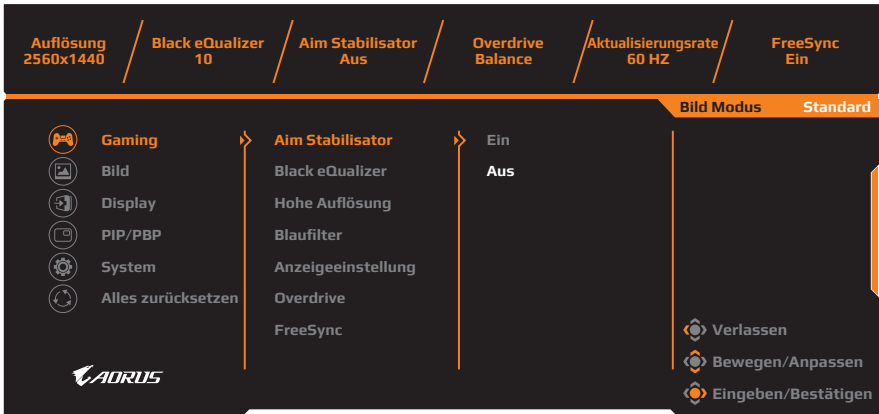 Auflösung
2560x1440
Black eQualizer
10
Aim Stabilisator
Aus
Overdrive
Balance
Aktualisierungsrate
60 HZ
FreeSync
Ein
Bild Modus Standard
Gaming
Bild
Display
PIP/PBP
System
Alles zurücksetzen
Aim Stabilisator
Black eQualizer
Hohe Auflösung
Blaufilter
Anzeigeeinstellung
Overdrive
FreeSync
Ein
Aus
Verlassen
Bewegen/Anpassen
Eingeben/Bestätigen
AORUS